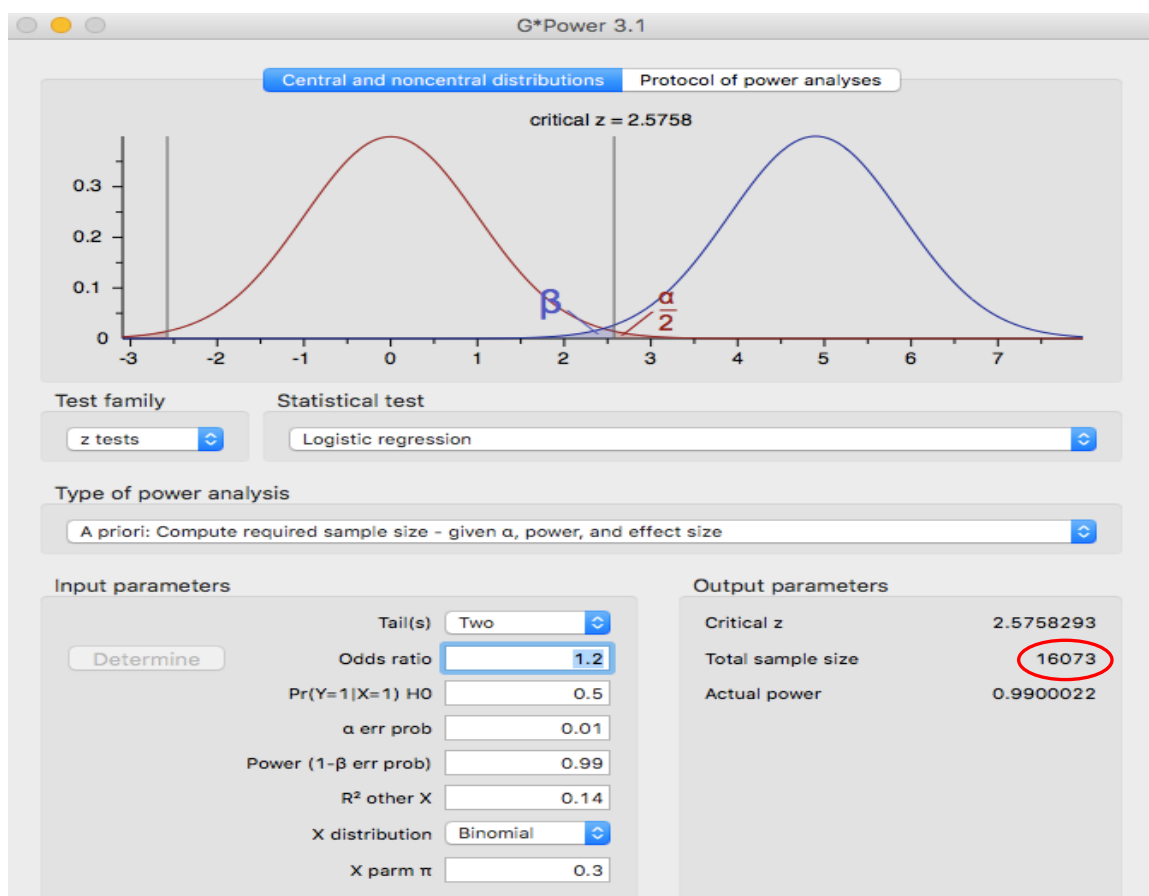 G*Power 3.1
Central and noncentral distributions Protocol of power analyses
critical z = 2.5758
0.3
0.2
0.1
0
β
α
2
-3 -2 -1 0 1 2 3 4 5 6 7
Test family Statistical test
z tests Logistic regression
Type of power analysis
A priori: Compute required sample size - given α, power, and effect size
Input parameters Output parameters
Tail(s) Two Critical z 2.5758293
Determine Odds ratio 1.2 Total sample size 16073
Pr(Y=1|X=1) H0 0.5 Actual power 0.9900022
α err prob 0.01
Power (1-β err prob) 0.99
R² other X 0.14
X distribution Binomial
X parm π 0.3